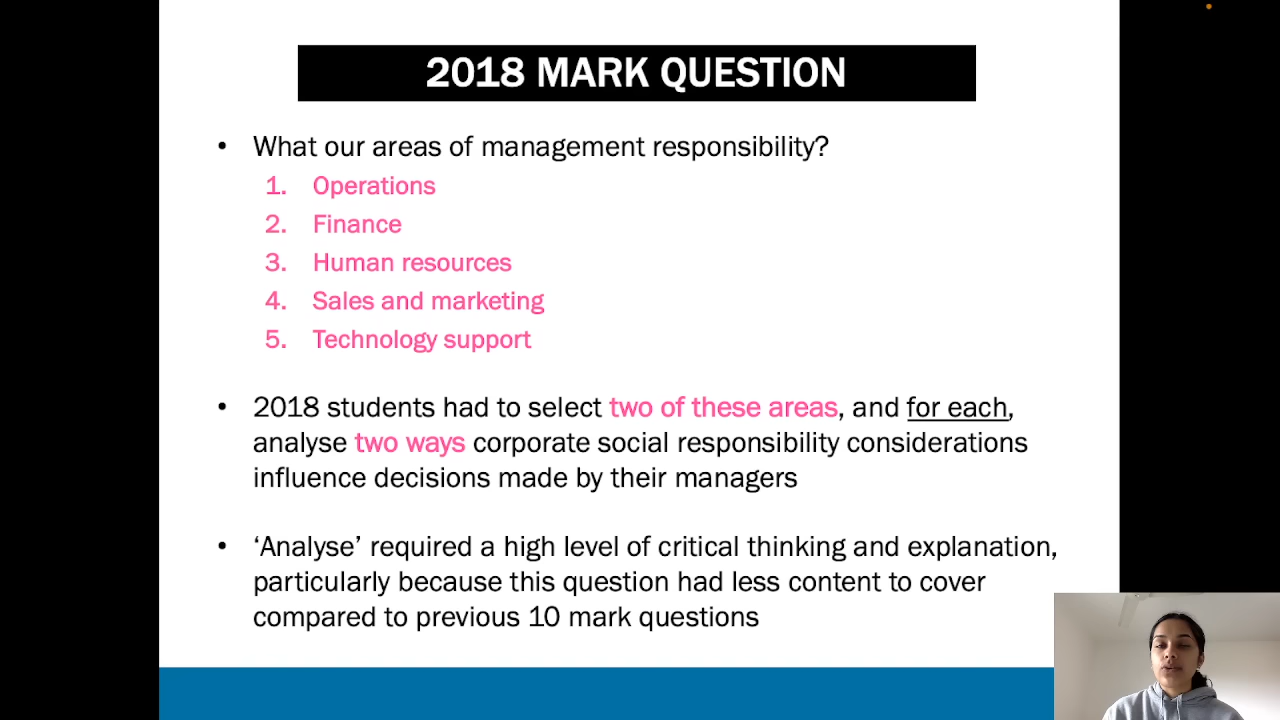 2018 MARK QUESTION
• What our areas of management responsibility?
1. Operations
2. Finance
3. Human resources
4. Sales and marketing
5. Technology support
• 2018 students had to select two of these areas, and for each,
analyse two ways corporate social responsibility considerations
influence decisions made by their managers
• ‘Analyse’ required a high level of critical thinking and explanation,
particularly because this question had less content to cover
compared to previous 10 mark questions